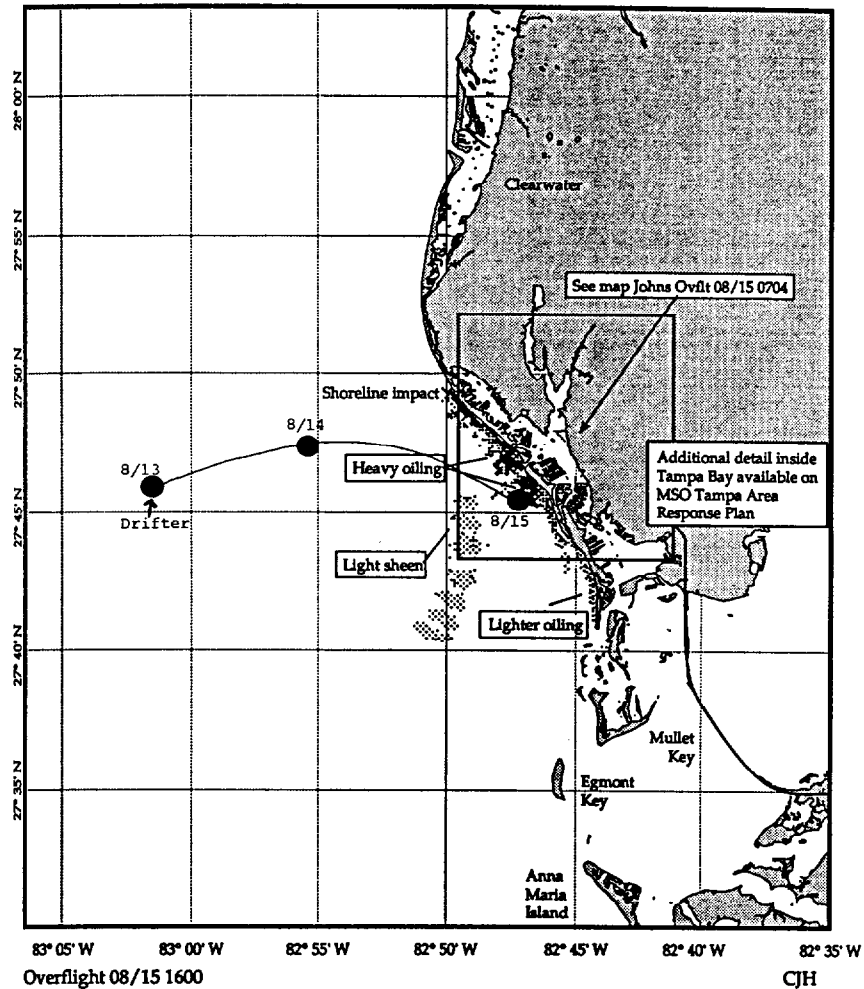 28° 00' N
Clearwater
27° 55' N
See map Johns Ovflt 08/15 0704
27° 50' N
Shoreline impact
8/14
Heavy oiling
8/13
Drifter
Additional detail inside
Tampa Bay available on
MSO Tampa Area
Response Plan
27° 45' N
8/15
Light sheen
Lighter oiling
27° 40' N
Mullet
Key
27° 35' N
Egmont
Key
Anna
Maria
Island
83° 05' W 83° 00' W 82° 55' W 82° 50' W 82° 45' W 82° 40' W 82° 35' W
Overflight 08/15 1600
CJH